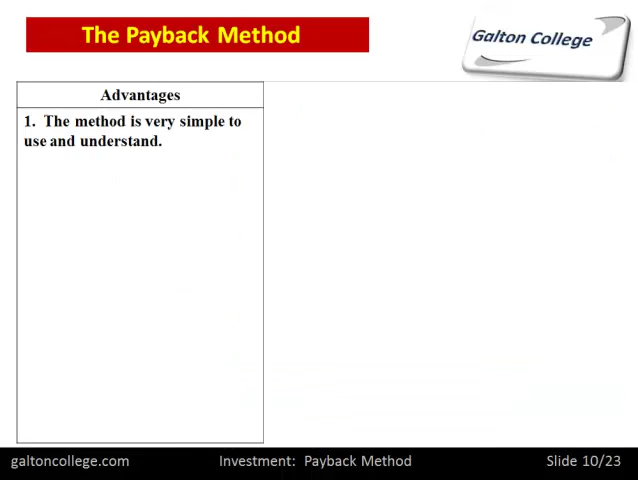 The Payback Method
Galton College
Advantages
1. The method is very simple to
use and understand.
galtoncollege.com
Investment: Payback Method
Slide 10/23